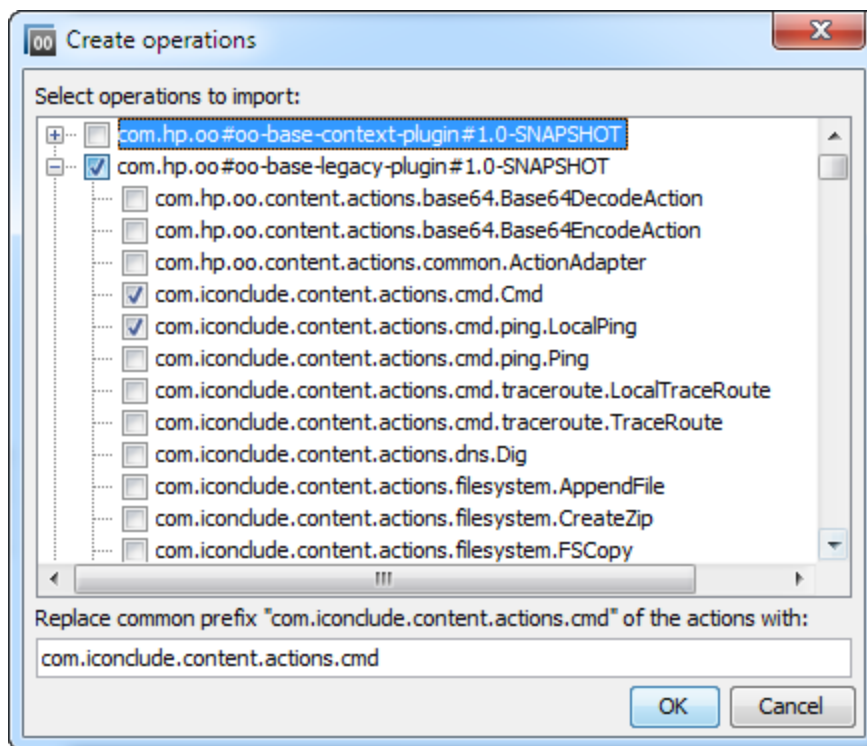 00 Create operations
Select operations to import:
com.hp.oo#oo-base-context-plugin#1.0-SNAPSHOT
com.hp.oo#oo-base-legacy-plugin#1.0-SNAPSHOT
com.hp.oo.content.actions.base64.Base64DecodeAction
com.hp.oo.content.actions.base64.Base64EncodeAction
com.hp.oo.content.actions.common.ActionAdapter
com.iconclude.content.actions.cmd.Cmd
com.iconclude.content.actions.cmd.ping.LocalPing
com.iconclude.content.actions.cmd.ping.Ping
com.iconclude.content.actions.cmd.traceroute.LocalTraceRoute
com.iconclude.content.actions.cmd.traceroute.TraceRoute
com.iconclude.content.actions.dns.Dig
com.iconclude.content.actions.filesystem.AppendFile
com.iconclude.content.actions.filesystem.CreateZip
com.iconclude.content.actions.filesystem.FSCopy
Replace common prefix "com.iconclude.content.actions.cmd" of the actions with:
com.iconclude.content.actions.cmd
OK Cancel